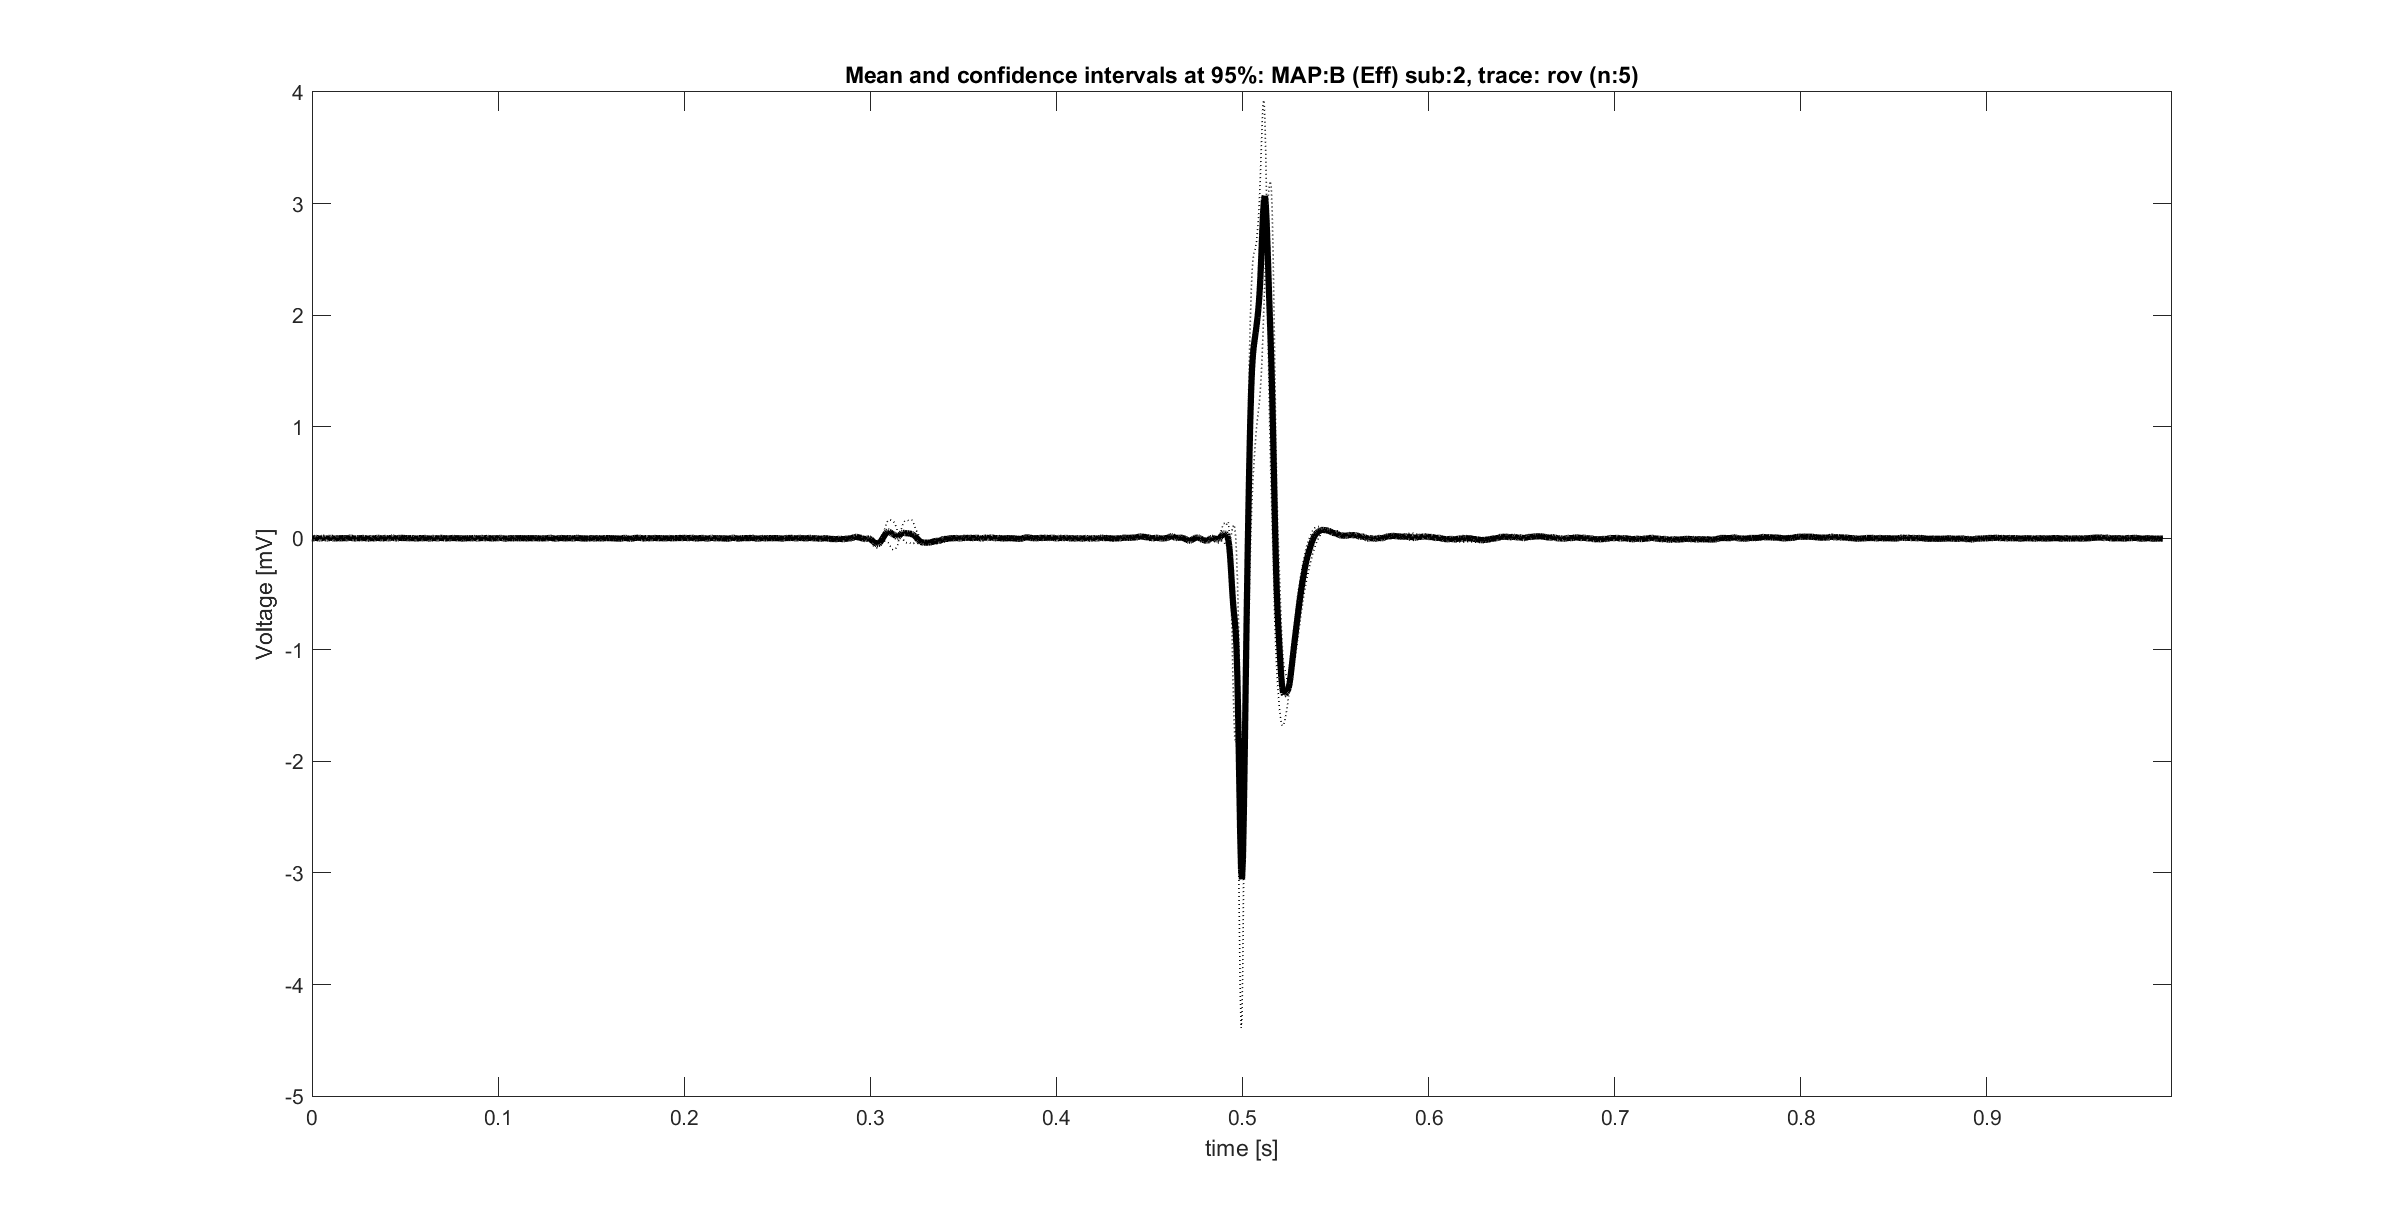 Mean and confidence intervals at 95%: MAP:B (Eff) sub:2, trace: rov (n:5)
4
3
2
1
0
-1
-2
-3
-4
-5
Voltage [mV]
0 0.1 0.2 0.3 0.4 0.5 0.6 0.7 0.8 0.9
time [s]